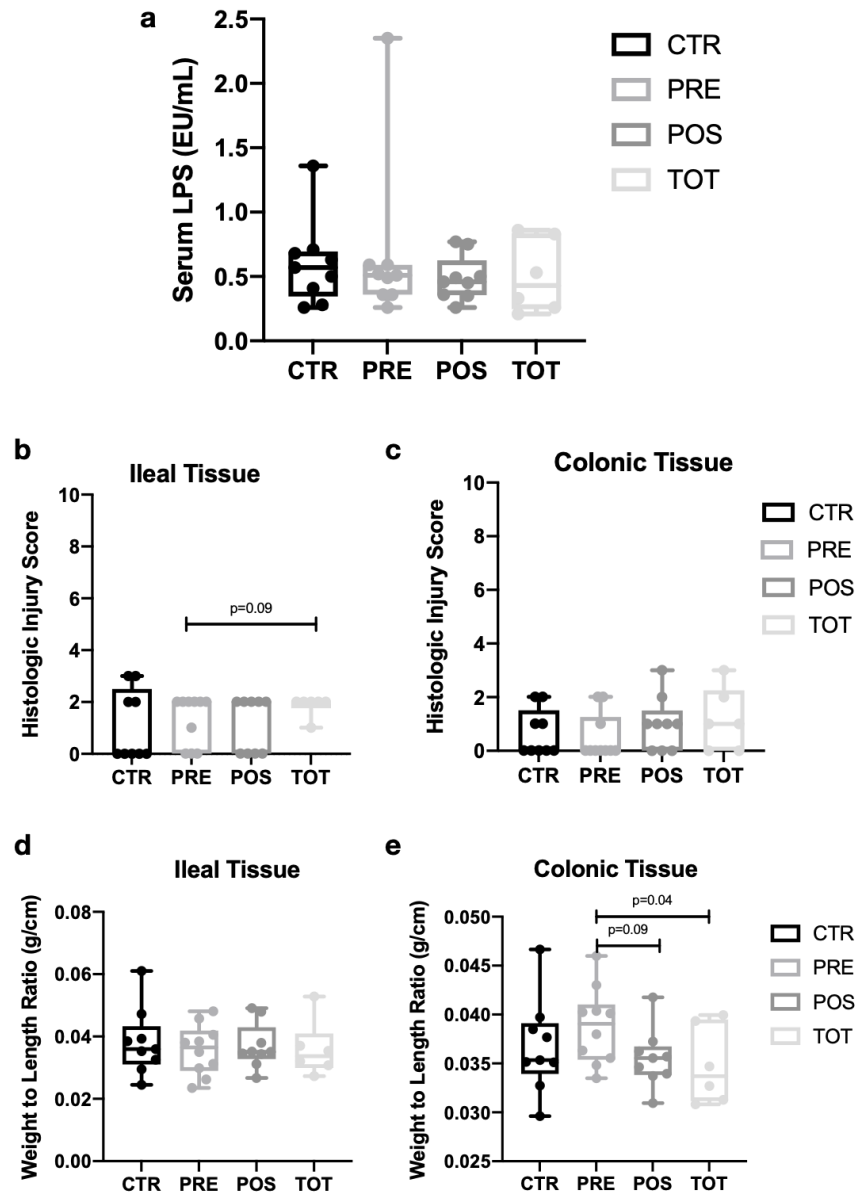 a
Serum LPS (EU/mL)
2.5
2.0
1.5
1.0
0.5
0.0
CTR PRE POS TOT
CTR
PRE
POS
TOT
b
Ileal Tissue
Histologic Injury Score
10
8
6
4
2
0
p=0.09
CTR PRE POS TOT
c
Colonic Tissue
Histologic Injury Score
10
8
6
4
2
0
CTR PRE POS TOT
CTR
PRE
POS
TOT
d
Ileal Tissue
Weight to Length Ratio (g/cm)
0.08
0.06
0.04
0.02
0.00
CTR PRE POS TOT
e
Colonic Tissue
Weight to Length Ratio (g/cm)
0.050
0.045
0.040
0.035
0.030
0.025
p=0.04
p=0.09
CTR PRE POS TOT
CTR
PRE
POS
TOT